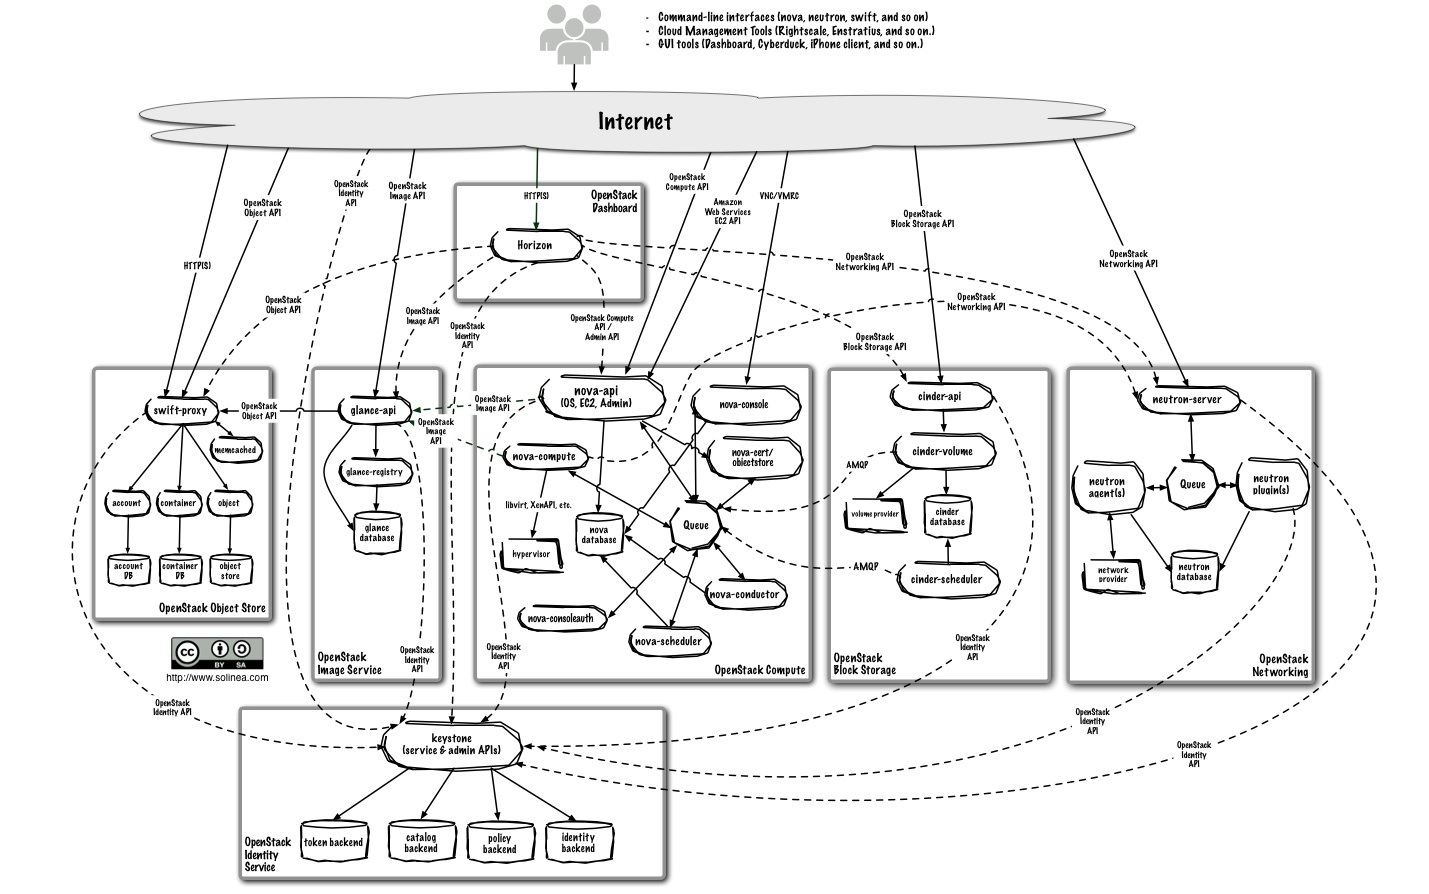 - Command-line interfaces (nova, neutron, swift, and so on)
- Cloud Management Tools (Rightscale, Enstratius, and so on.)
- GUI tools (Dashboard, Cyberduck, iPhone client, and so on.)
Internet
OpenStack
Identity
API
OpenStack
Image API
HTTP(S)
OpenStack
Dashboard
OpenStack
Compute API
Amazon
Web Services
EC2 API
VNC/VMRC
OpenStack
Object API
OpenStack
Block Storage API
HTTP(S)
Horizon
OpenStack
Networking API
OpenStack
Networking API
OpenStack
Object API
OpenStack
Image API
OpenStack
Identity
API
OpenStack Compute
API /
Admin API
OpenStack
Networking API
OpenStack
Block Storage API
swift-proxy
OpenStack
Object API
memcached
account
container
object
account
DB
container
DB
object
store
OpenStack Object Store
glance-api
OpenStack
Image API
OpenStack
Image
API
glance-registry
glance
database
OpenStack
Image Service
OpenStack
Identity
API
nova-api
(OS, EC2, Admin)
nova-console
nova-compute
nova-cert/
objectstore
libvirt, XenAPI, etc.
hypervisor
nova
database
Queue
nova-conductor
nova-consoleauth
nova-scheduler
OpenStack
Identity
API
OpenStack Compute
cinder-api
cinder-volume
AMQP
volume provider
cinder
database
AMQP
cinder-scheduler
OpenStack
Identity
API
OpenStack
Block Storage
neutron-server
neutron
agent(s)
Queue
neutron
plugin(s)
network
provider
neutron
database
OpenStack
Networking
cc
BY SA
http://www.solinea.com
OpenStack
Identity API
keystone
(service & admin APIs)
OpenStack
Identity
API
OpenStack
Identity
API
token backend
catalog
backend
policy
backend
identity
backend
OpenStack
Identity
Service